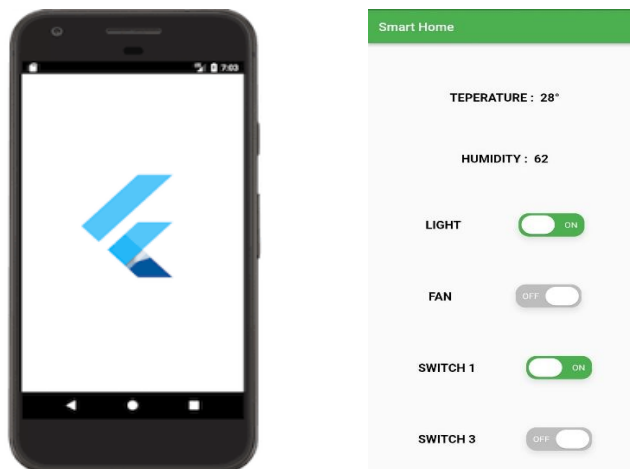 7:03
Smart Home
TEPERATURE : 28°
HUMIDITY : 62
LIGHT ON
FAN OFF
SWITCH 1 ON
SWITCH 3 OFF